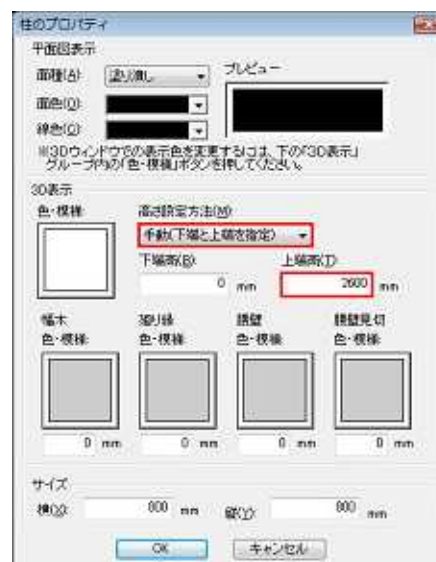 柱のプロパティ
平面図表示
面種(A): 塗り潰し
プレビュー
面色(O):
線色(C):
※3Dウィンドウでの表示色を変更するには、下の「3D表示」
グループ内の「色・模様」ボタンを押してください。
3D表示
色・模様:
高さ設定方法(M)
手動(下端と上端を指定)
下端高(B): 上端高(T):
0 mm 2600 mm
幅木 廻り縁 腰壁 腰壁見切
色・模様: 色・模様: 色・模様: 色・模様:
0 mm 0 mm 0 mm 0 mm
サイズ
横(X): 800 mm 縦(Y): 800 mm
OK キャンセル